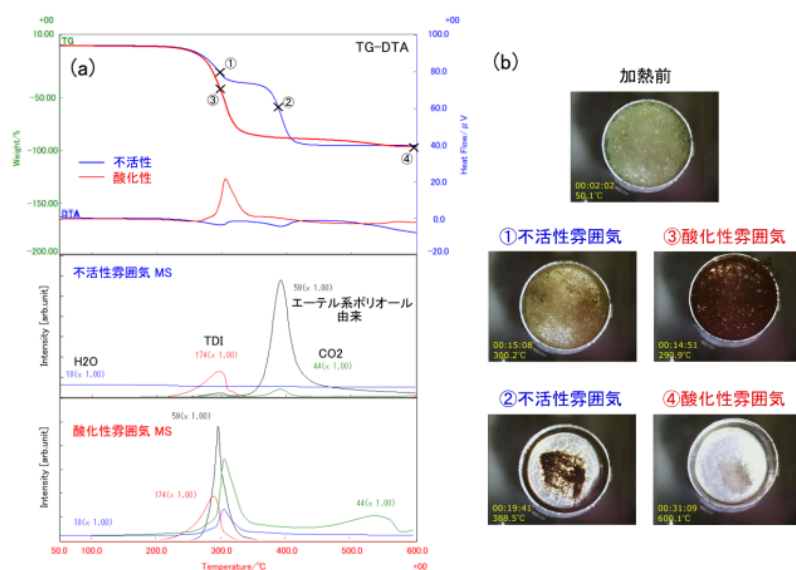 +00
+00
(a)
TG-DTA
TG
10.00
-50.00
-100.00
-150.00
-200.00
Weight/%
100.0
80.0
60.0
40.0
20.0
0.0
-20.0
Heat Flow/μV
①
②
③
④
不活性
酸化性
DTA
不活性雰囲気 MS
Intensity [arb.unit]
H2O
18(x 1.00)
TDI
174(x 1.00)
59(x 1.00)
エーテル系ポリオール
由来
CO2
44(x 1.00)
酸化性雰囲気 MS
Intensity [arb.unit]
59(x 1.00)
174(x 1.00)
18(x 1.00)
44(x 1.00)
50.0
100.0
200.0
300.0
400.0
500.0
600.0
Temperature/℃
+00
(b)
加熱前
00:02:02
50.1℃
①不活性雰囲気
00:15:08
300.2℃
③酸化性雰囲気
00:14:51
290.9℃
②不活性雰囲気
00:19:41
388.5℃
④酸化性雰囲気
00:31:09
600.1℃